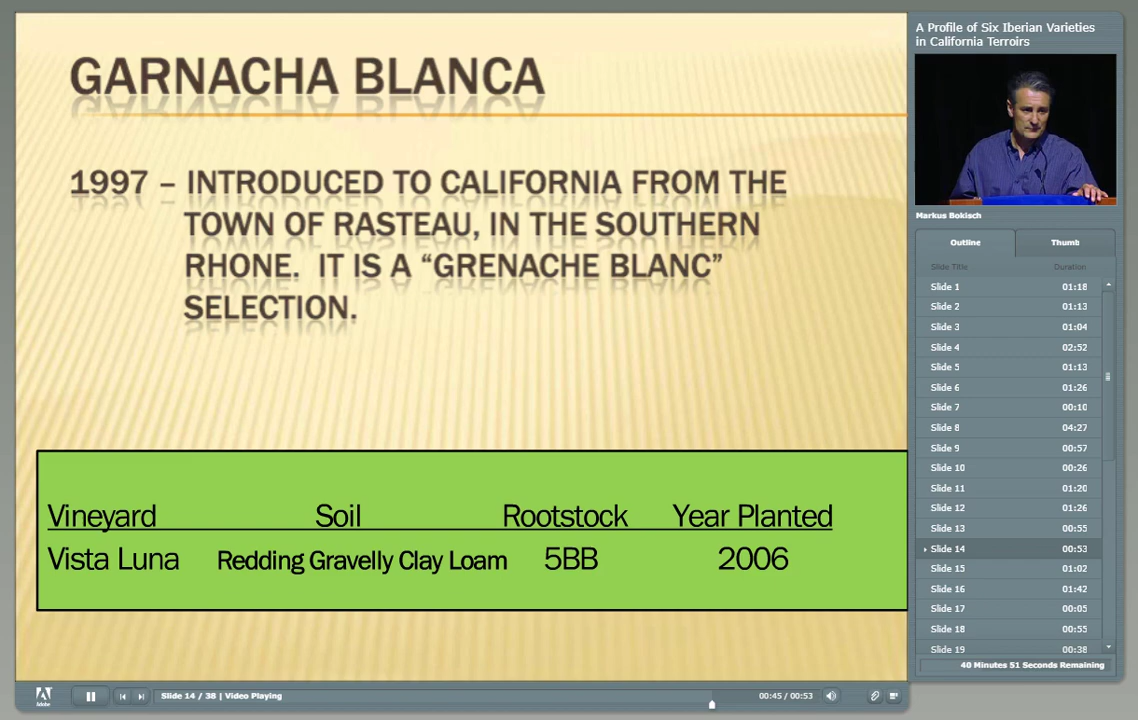 GARNACHA BLANCA
1997 – INTRODUCED TO CALIFORNIA FROM THE
TOWN OF RASTEAU, IN THE SOUTHERN
RHONE. IT IS A “GRENACHE BLANC”
SELECTION.
Vineyard Soil Rootstock Year Planted
Vista Luna Redding Gravelly Clay Loam 5BB 2006
A Profile of Six Iberian Varieties
in California Terroirs
Markus Bokisch
Outline Thumb
Slide Title Duration
Slide 1 01:18
Slide 2 01:13
Slide 3 01:04
Slide 4 02:52
Slide 5 01:13
Slide 6 01:26
Slide 7 00:10
Slide 8 04:27
Slide 9 00:57
Slide 10 00:26
Slide 11 01:20
Slide 12 01:26
Slide 13 00:55
Slide 14 00:53
Slide 15 01:02
Slide 16 01:42
Slide 17 00:05
Slide 18 00:55
Slide 19 00:38
40 Minutes 51 Seconds Remaining
Adobe
Slide 14 / 38 | Video Playing
00:45 / 00:53